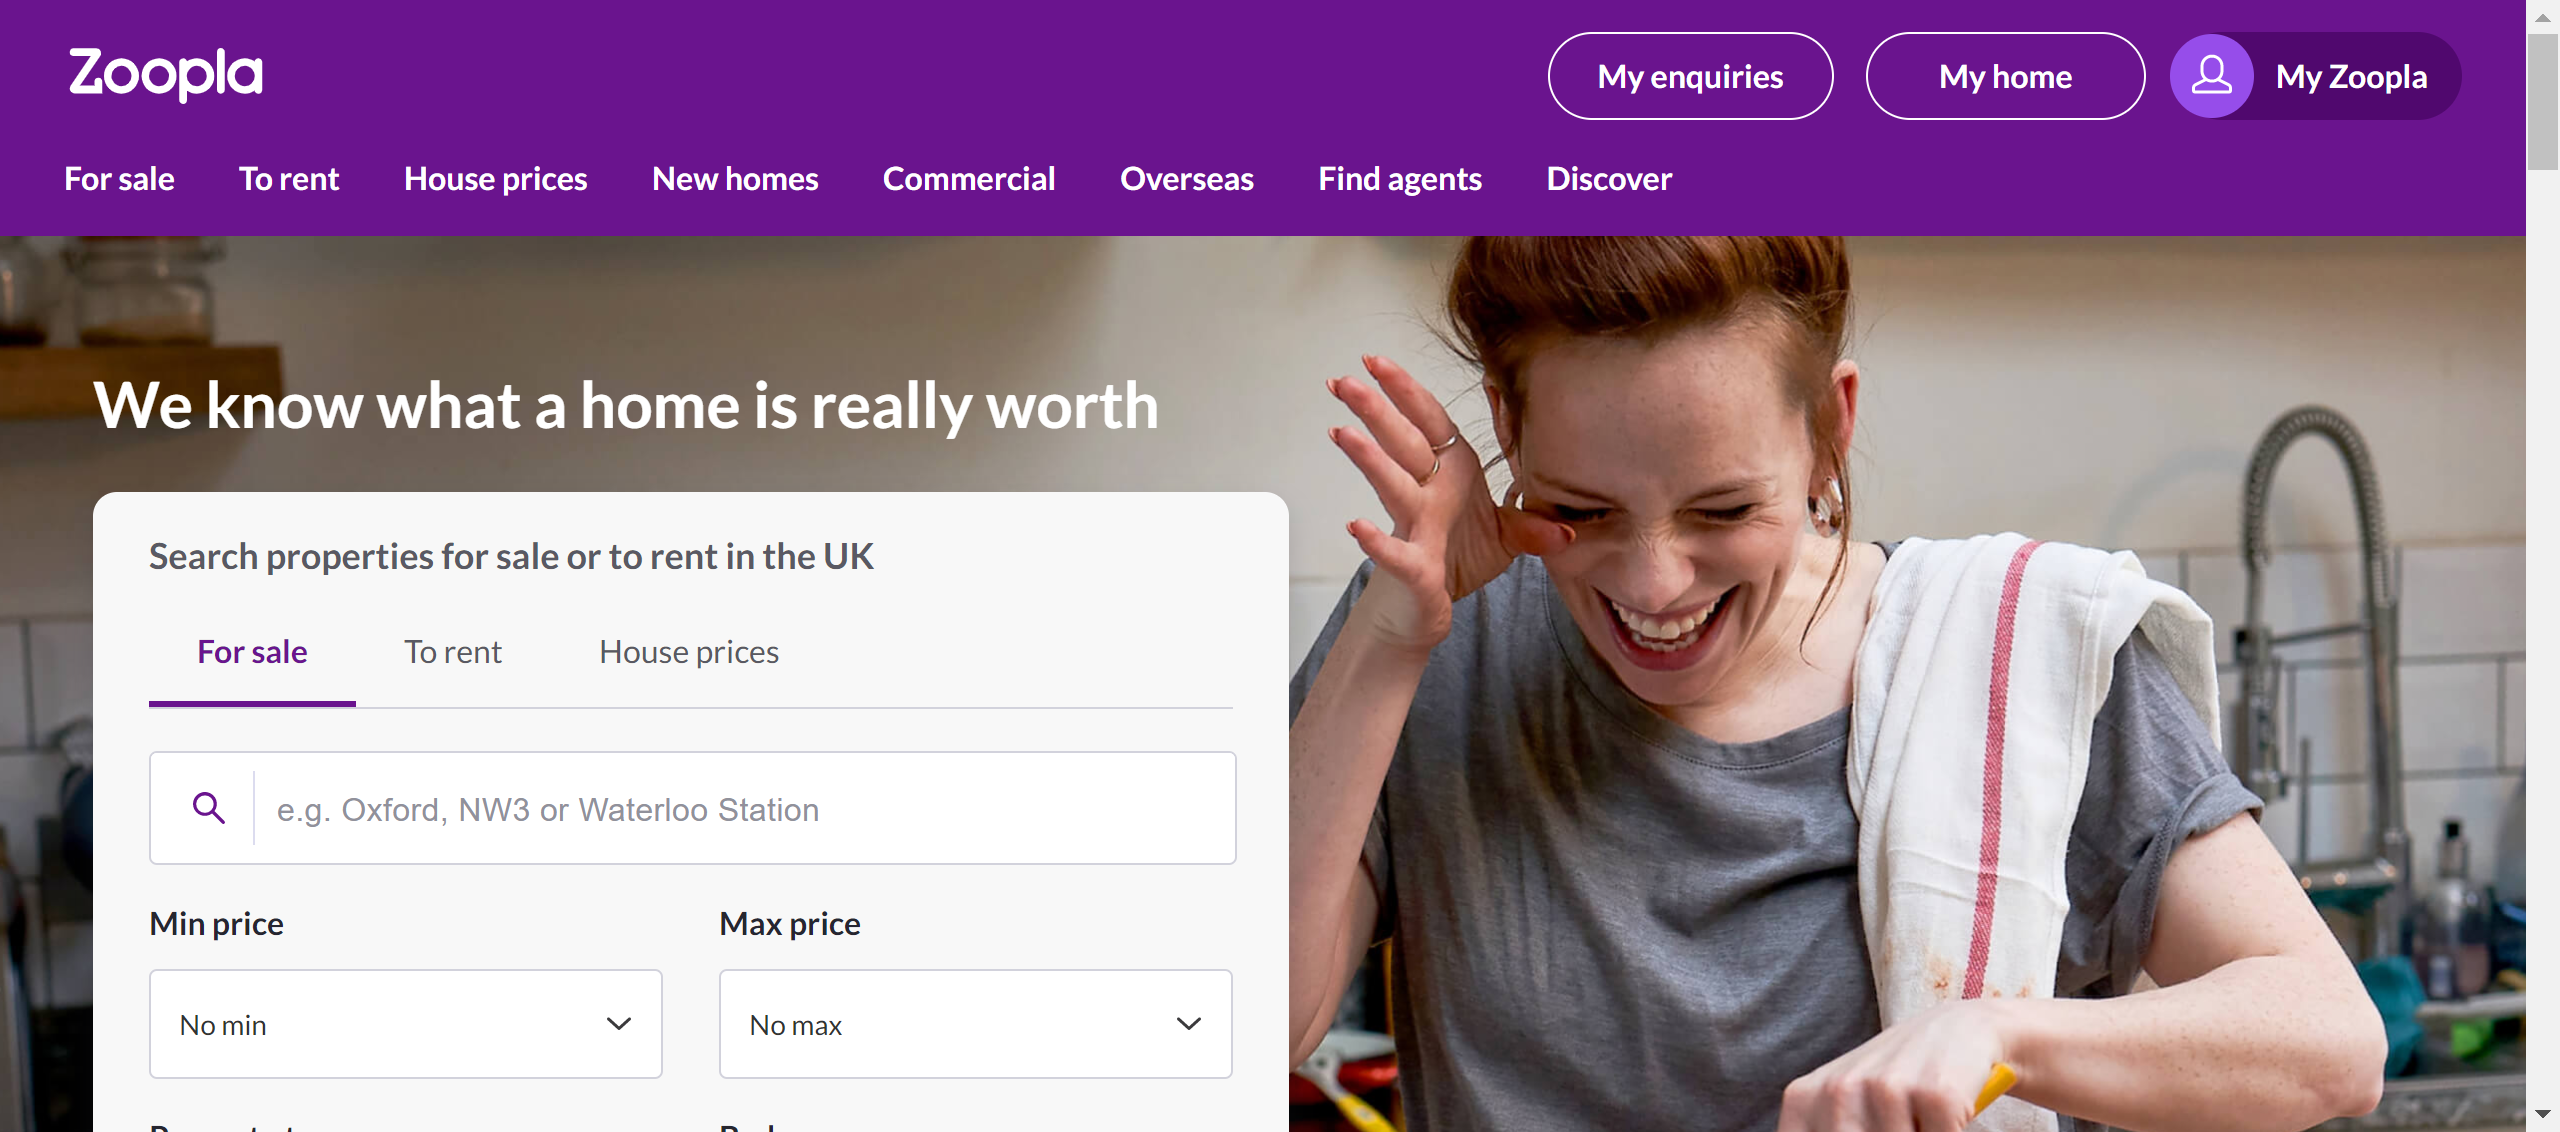 Zoopla
My enquiries
My home
My Zoopla
For sale
To rent
House prices
New homes
Commercial
Overseas
Find agents
Discover
We know what a home is really worth
Search properties for sale or to rent in the UK
For sale
To rent
House prices
e.g. Oxford, NW3 or Waterloo Station
Min price
Max price
No min
No max